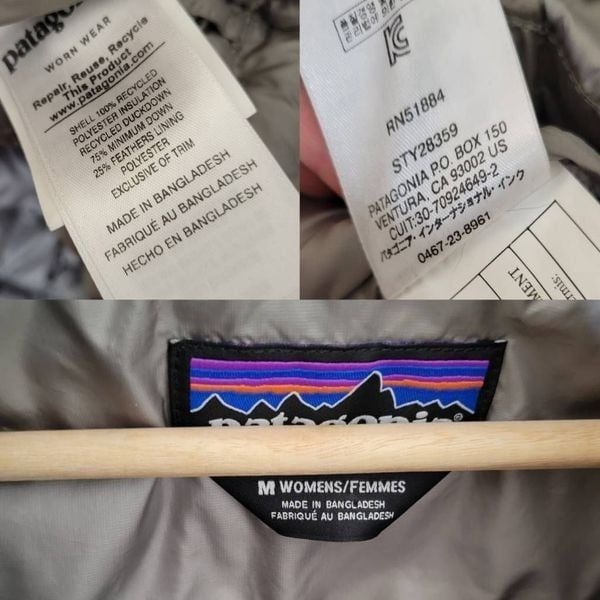 patagonia
WORN WEAR
Repair, Reuse, Recycle
This Product
www.patagonia.com
SHELL 100% RECYCLED
POLYESTER INSULATION
RECYCLED DUCKDOWN
75% MINIMUM DOWN
25% FEATHERS LINING
POLYESTER
EXCLUSIVE OF TRIM
MADE IN BANGLADESH
FABRIQUÉ AU BANGLADESH
HECHO EN BANGLADESH
품질경영
RN51884
STY28359
PATAGONIA P.O. BOX 150
VENTURA, CA 93002 US
CUIT:30-70924649-2
パタゴニア・インターナショナル・インク
0467-23-8961
patagonia®
M WOMENS/FEMMES
MADE IN BANGLADESH
FABRIQUÉ AU BANGLADESH